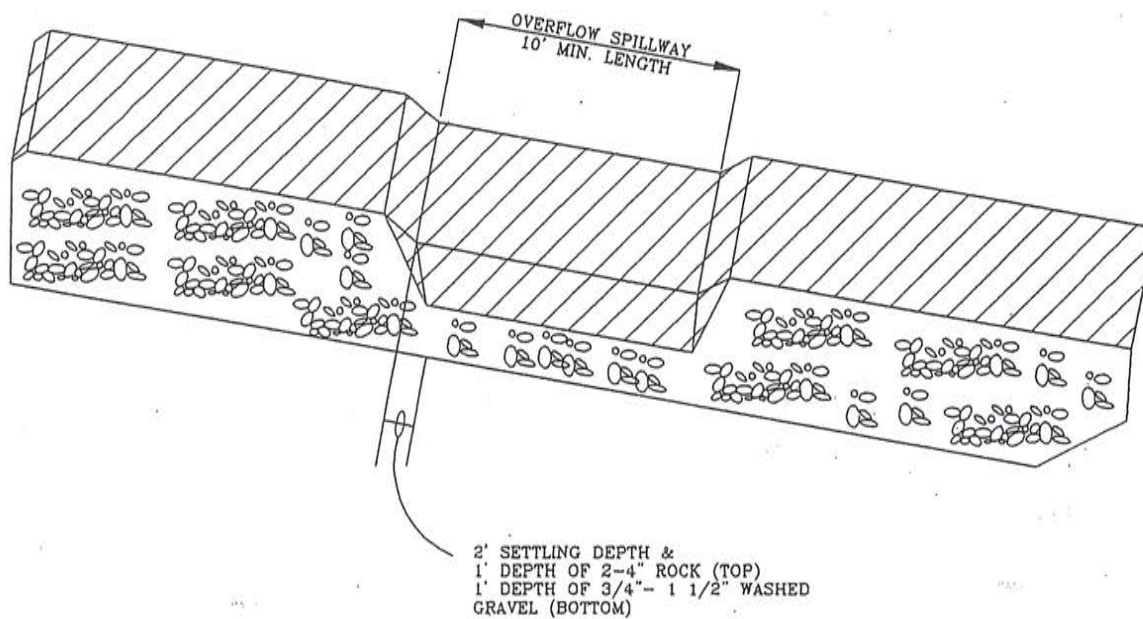 OVERFLOW SPILLWAY
10' MIN. LENGTH
2' SETTLING DEPTH &
1' DEPTH OF 2-4" ROCK (TOP)
1' DEPTH OF 3/4"- 1 1/2" WASHED
GRAVEL (BOTTOM)